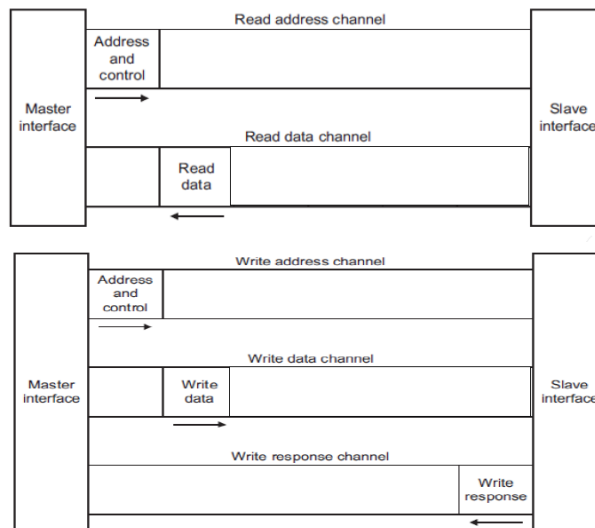 Read address channel
Address
and
control
Master
interface
Slave
interface
Read data channel
Read
data
Write address channel
Address
and
control
Write data channel
Master
interface
Write
data
Slave
interface
Write response channel
Write
response